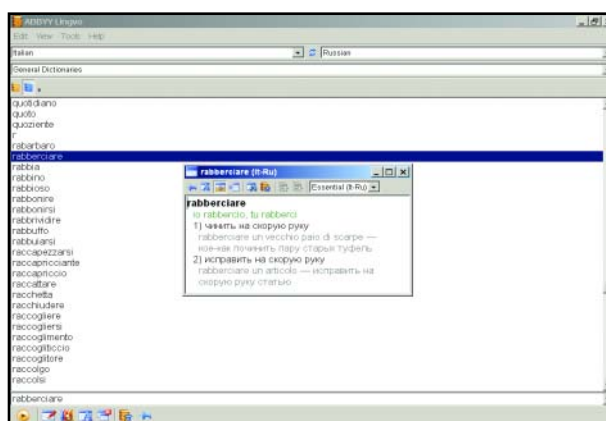 ABBYY Lingvo
Edit View Tools Help
Italian Russian
General Dictionaries
quotidiano
quoto
quoziente
r
rabarbaro
rabberciare
rabbia
rabbino
rabbioso
rabbonire
rabbonirsi
rabbrividire
rabbuffo
rabbuiarsi
raccapezzarsi
raccapricciante
raccapriccio
raccattare
racchetta
racchiudere
raccogliere
raccogliersi
raccoglimento
raccogliticcio
raccoglitore
raccolgo
raccolsi
rabberciare
rabberciare (It-Ru)
Essential (It-Ru)
rabberciare
io rabbercio, tu rabberci
1) чинить на скорую руку
rabberciare un vecchio paio di scarpe —
кое-как починить пару старых туфель
2) исправить на скорую руку
rabberciare un articolo — исправить на
скорую руку статью